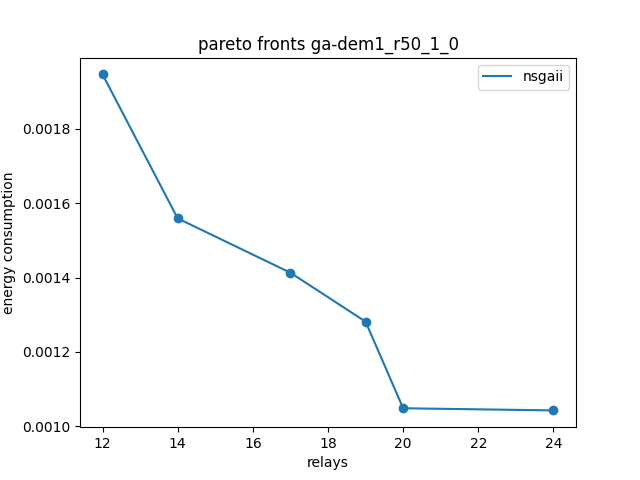 pareto fronts ga-dem1_r50_1_0
nsgaii
energy consumption
0.0018
0.0016
0.0014
0.0012
0.0010
12 14 16 18 20 22 24
relays